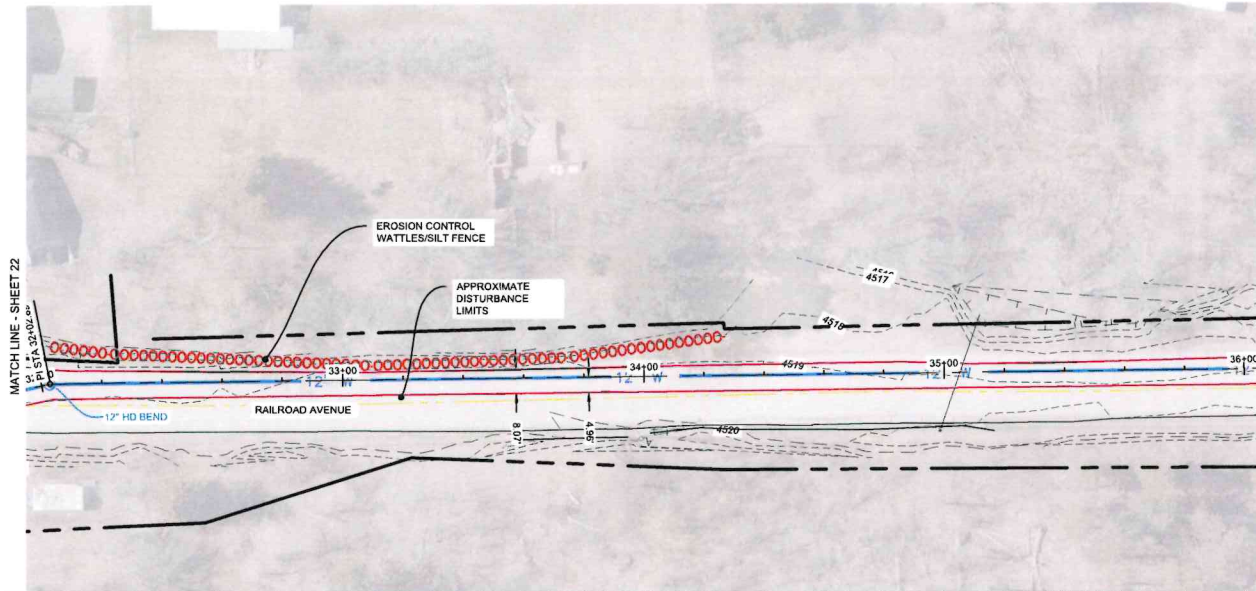 EROSION CONTROL
WATTLES/SILT FENCE
APPROXIMATE
DISTURBANCE
LIMITS
MATCH LINE - SHEET 22
PI STA 32+02.69
4517
4518
4519
33+00
34+00
35+00
36+00
12" W
12" W
12" W
12" HD BEND
RAILROAD AVENUE
8.07'
4.96'
4520